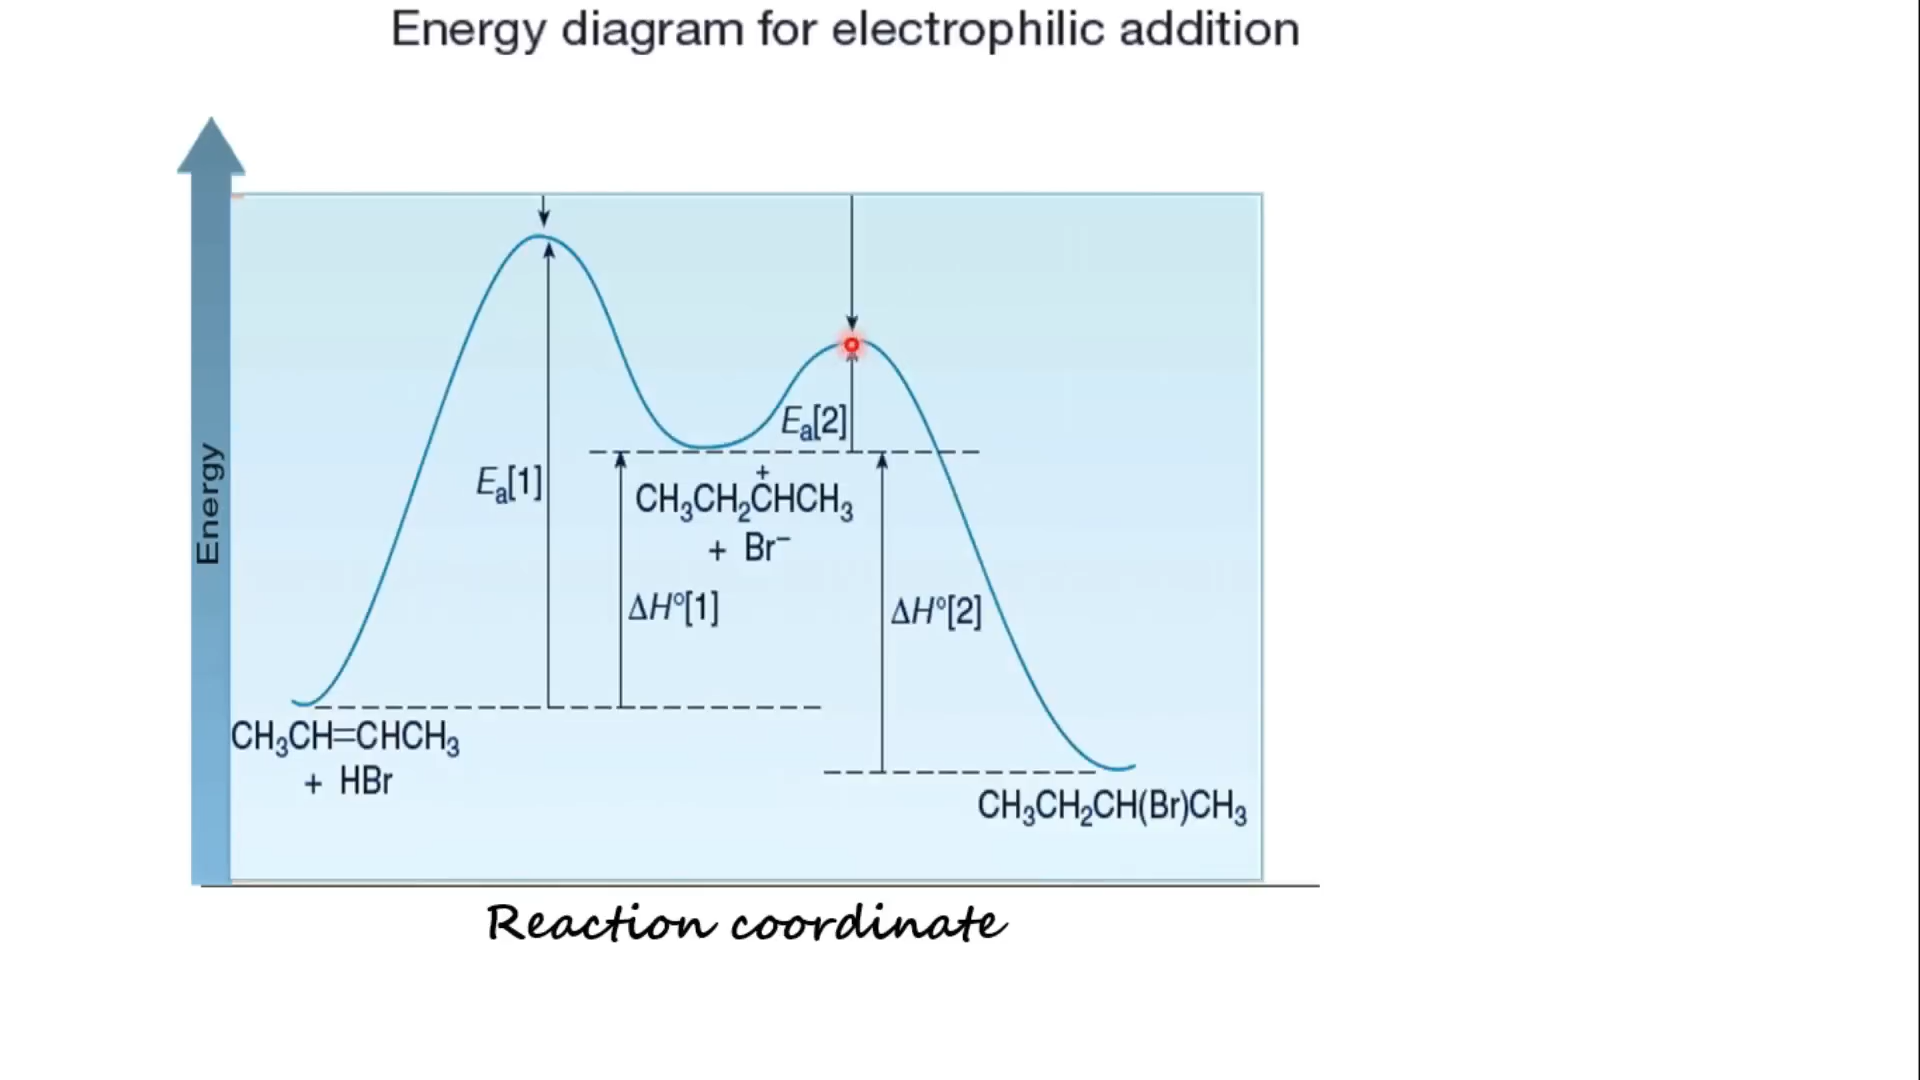 Energy diagram for electrophilic addition
Energy
Eₐ[1]
Eₐ[2]
CH₃CH₂C⁺HCH₃
+ Br⁻
ΔH°[1]
ΔH°[2]
CH₃CH=CHCH₃
+ HBr
CH₃CH₂CH(Br)CH₃
Reaction coordinate